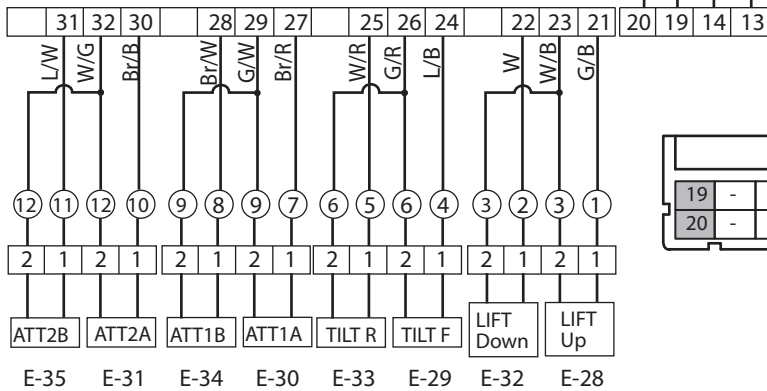 31 32 30 28 29 27 25 26 24 22 23 21 20 19 14 13
L/W W/G Br/B Br/W G/W Br/R W/R G/R L/B W W/B G/B
19 -
20 -
12 11 12 10 9 8 9 7 6 5 6 4 3 2 3 1
2 1 2 1 2 1 2 1 2 1 2 1 2 1 2 1
ATT2B ATT2A ATT1B ATT1A TILT R TILT F LIFT Down LIFT Up
E-35 E-31 E-34 E-30 E-33 E-29 E-32 E-28